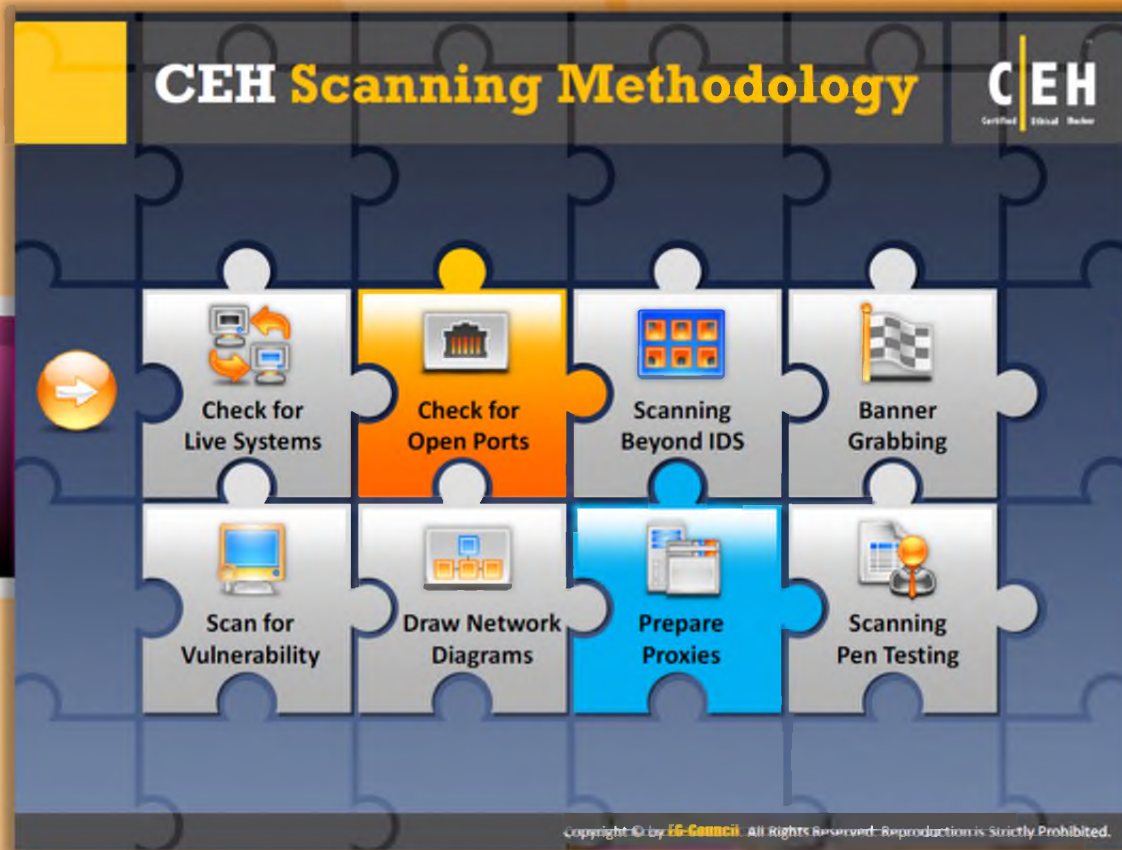 CEH Scanning Methodology
CEH
Certified Ethical Hacker
Check for
Live Systems
Check for
Open Ports
Scanning
Beyond IDS
Banner
Grabbing
Scan for
Vulnerability
Draw Network
Diagrams
Prepare
Proxies
Scanning
Pen Testing
Copyright © by EC-Council. All Rights Reserved. Reproduction is Strictly Prohibited.